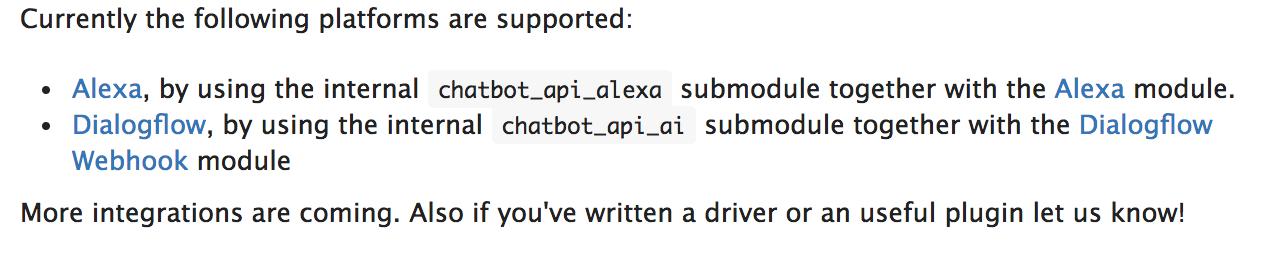 Currently the following platforms are supported:
• Alexa, by using the internal chatbot_api_alexa submodule together with the Alexa module.
• Dialogflow, by using the internal chatbot_api_ai submodule together with the Dialogflow
Webhook module
More integrations are coming. Also if you've written a driver or an useful plugin let us know!